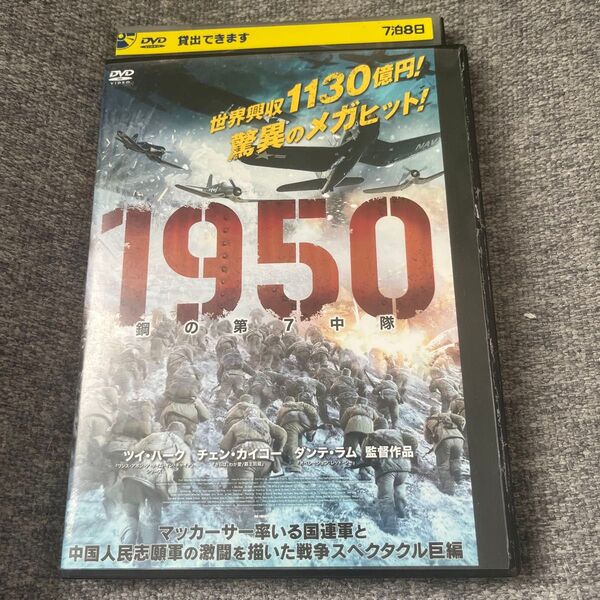 DVD VIDEO 貸出できます 7泊8日
DVD VIDEO
世界興収1130億円!
驚異のメガヒット!
NAVY
1950
鋼の第7中隊
ツイ・ハーク チェン・カイコー ダンテ・ラム 監督作品
マッカーサー率いる国連軍と
中国人民志願軍の激闘を描いた戦争スペクタクル巨編